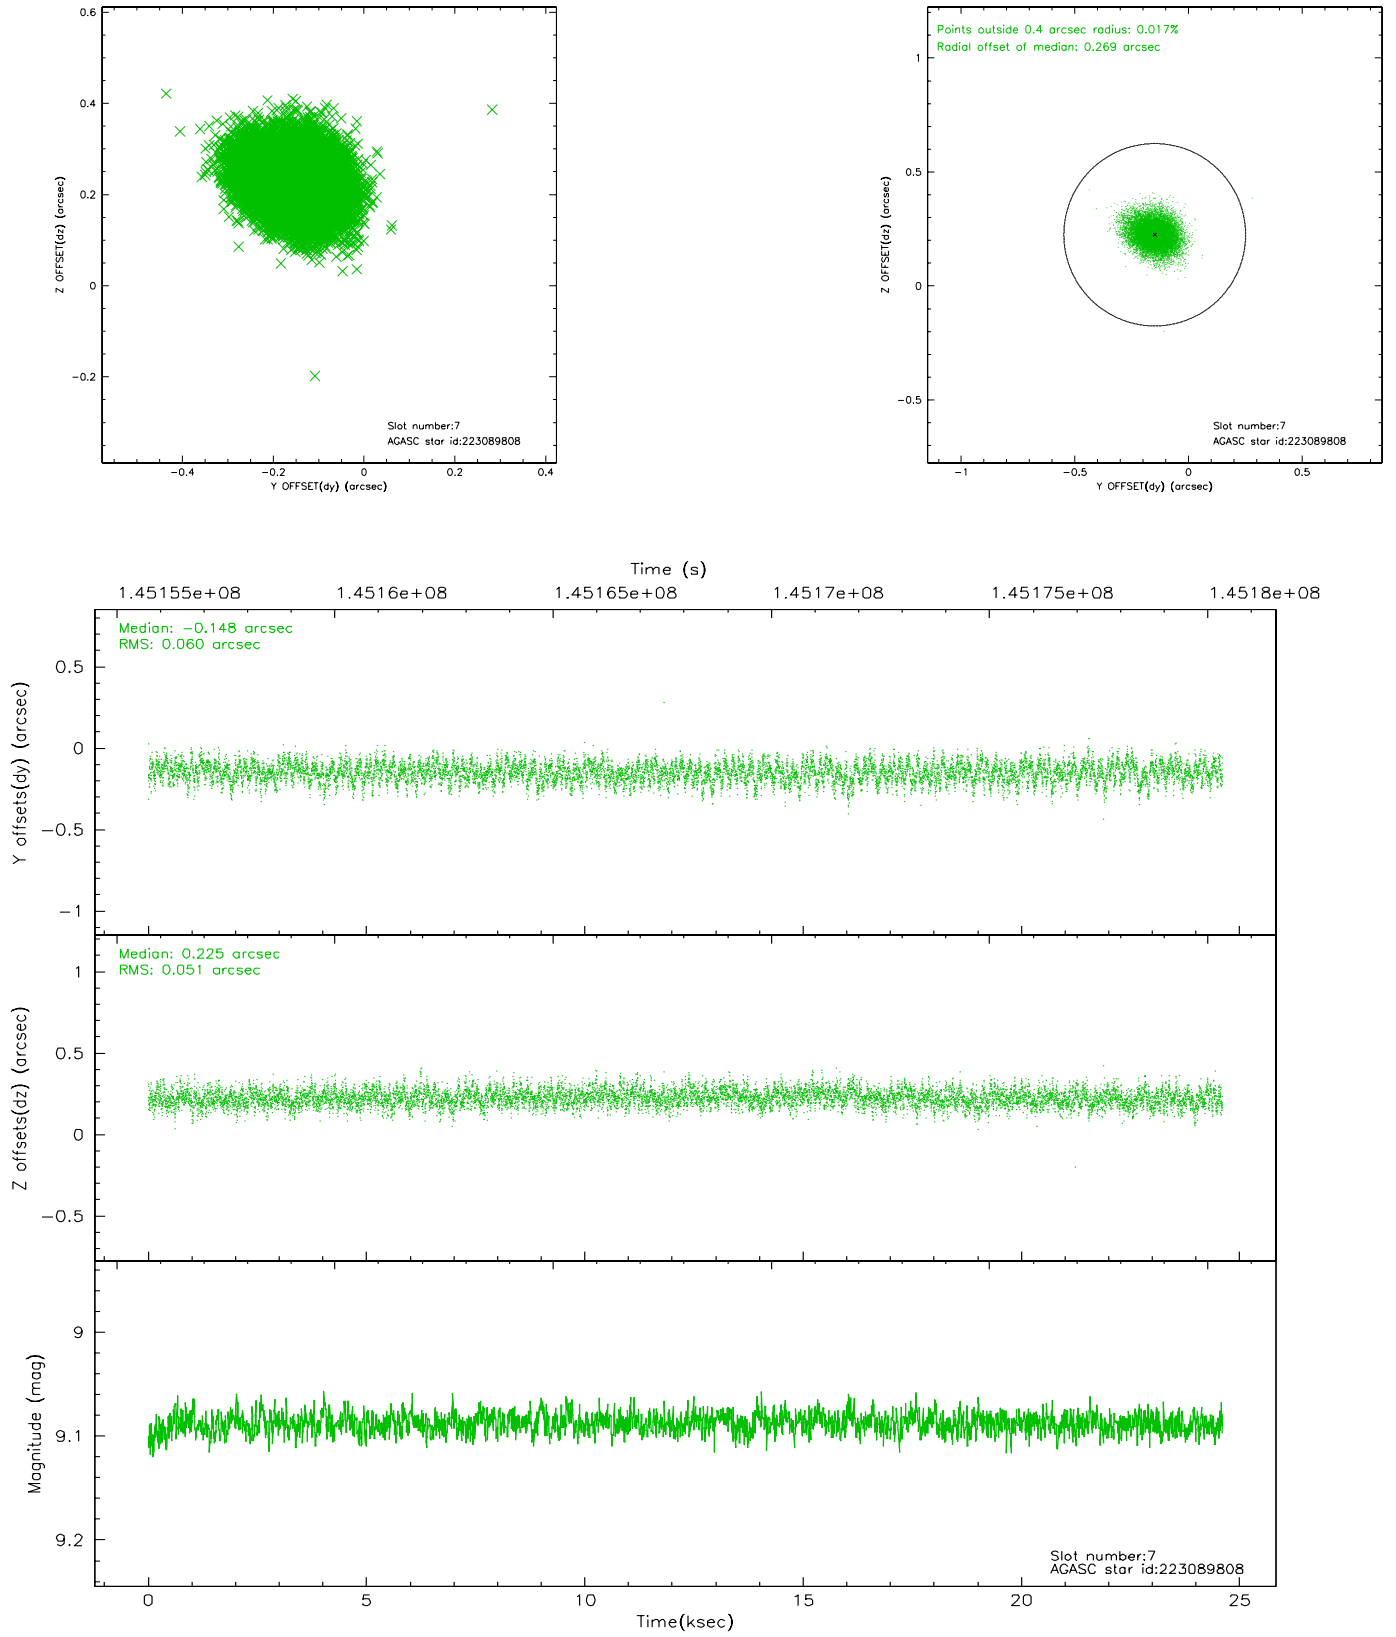 0.6
0.4
0.2
0
−0.2
Z OFFSET(dz) (arcsec)
Slot number:7
AGASC star id:223089808
−0.4 −0.2 0 0.2 0.4
Y OFFSET(dy) (arcsec)
Points outside 0.4 arcsec radius: 0.017%
Radial offset of median: 0.269 arcsec
1
0.5
0
−0.5
Z OFFSET(dz) (arcsec)
Slot number:7
AGASC star id:223089808
−1 −0.5 0 0.5
Y OFFSET(dy) (arcsec)
Time (s)
1.45155e+08 1.4516e+08 1.45165e+08 1.4517e+08 1.45175e+08 1.4518e+08
Median: −0.148 arcsec
RMS: 0.060 arcsec
0.5
0
−0.5
−1
Y offsets(dy) (arcsec)
Median: 0.225 arcsec
RMS: 0.051 arcsec
1
0.5
0
−0.5
Z offsets(dz) (arcsec)
9
9.1
9.2
Magnitude (mag)
Slot number:7
AGASC star id:223089808
0 5 10 15 20 25
Time(ksec)